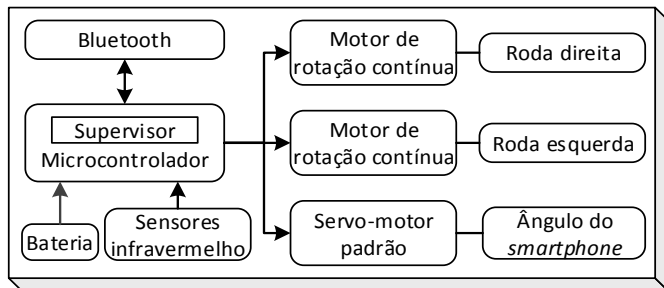 Bluetooth
Supervisor
Microcontrolador
Bateria
Sensores
infravermelho
Motor de
rotação contínua
Roda direita
Motor de
rotação contínua
Roda esquerda
Servo-motor
padrão
Ângulo do
smartphone